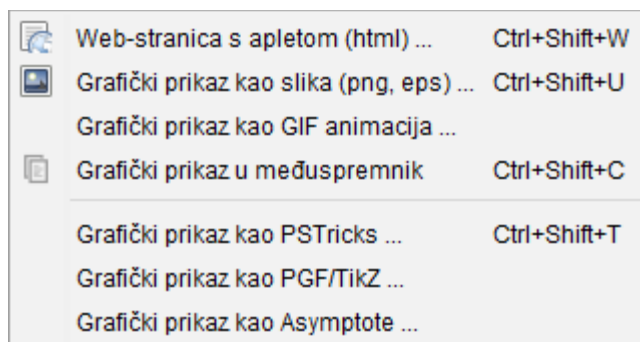 Web-stranica s apletom (html) ... Ctrl+Shift+W
Grafički prikaz kao slika (png, eps) ... Ctrl+Shift+U
Grafički prikaz kao GIF animacija ...
Grafički prikaz u međuspremnik Ctrl+Shift+C
Grafički prikaz kao PSTricks ... Ctrl+Shift+T
Grafički prikaz kao PGF/TikZ ...
Grafički prikaz kao Asymptote ...